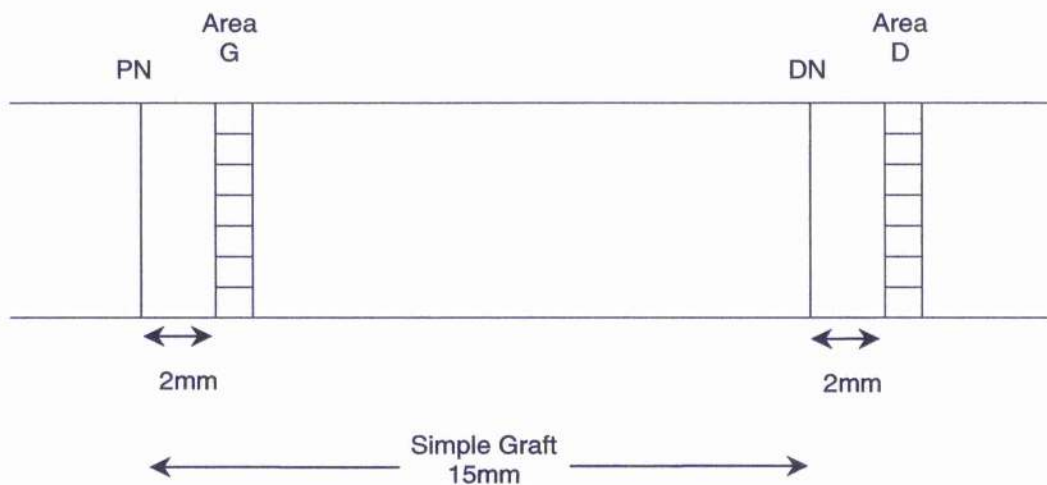 Area
G
Area
D
PN
DN
2mm
2mm
Simple Graft
15mm